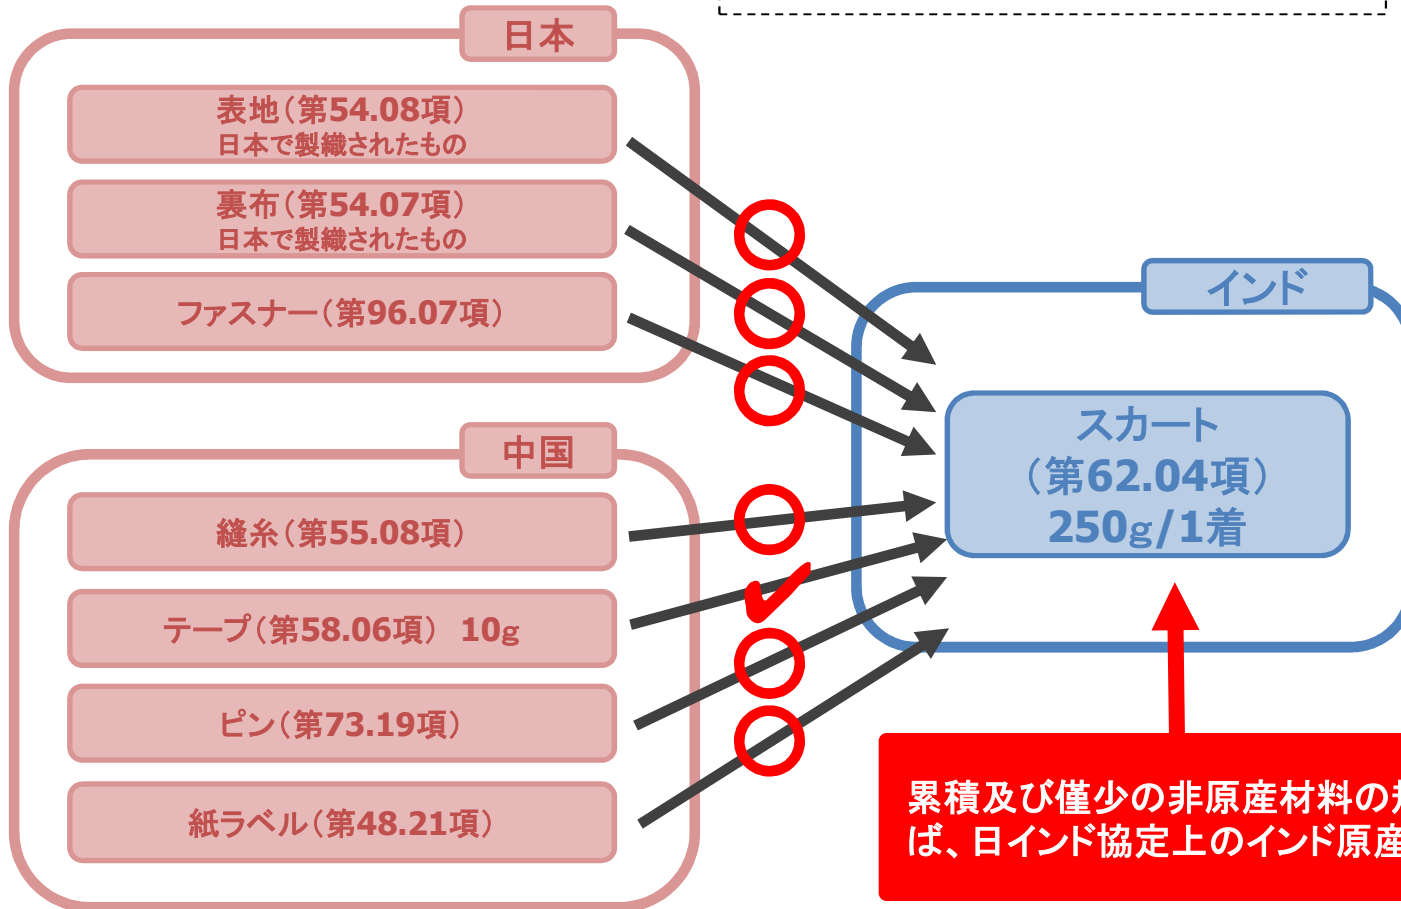 日本
表地（第54.08項）
日本で製織されたもの
裏布（第54.07項）
日本で製織されたもの
ファスナー（第96.07項）
中国
縫糸（第55.08項）
テープ（第58.06項） 10g
ピン（第73.19項）
紙ラベル（第48.21項）
インド
スカート
（第62.04項）
250g/1着
累積及び僅少の非原産材料の
ば、日インド協定上のインド原産